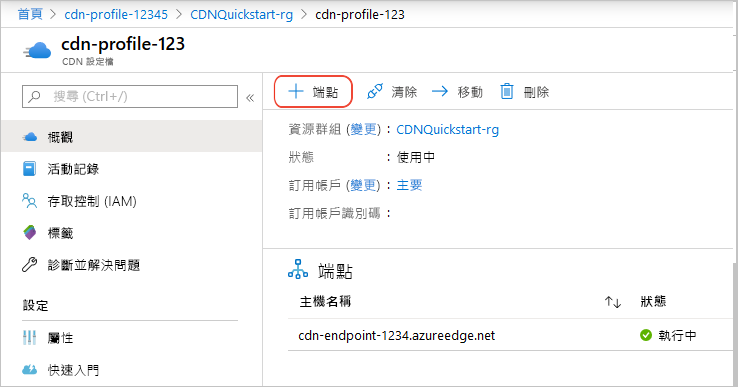 首頁 > cdn-profile-12345 > CDNQuickstart-rg > cdn-profile-123
cdn-profile-123
CDN 設定檔
搜尋 (Ctrl+/)
概觀
活動記錄
存取控制 (IAM)
標籤
診斷並解決問題
設定
屬性
快速入門
端點 清除 移動 刪除
資源群組 (變更) : CDNQuickstart-rg
狀態 : 使用中
訂用帳戶 (變更) : 主要
訂用帳戶識別碼 :
端點
主機名稱 狀態
cdn-endpoint-1234.azureedge.net 執行中